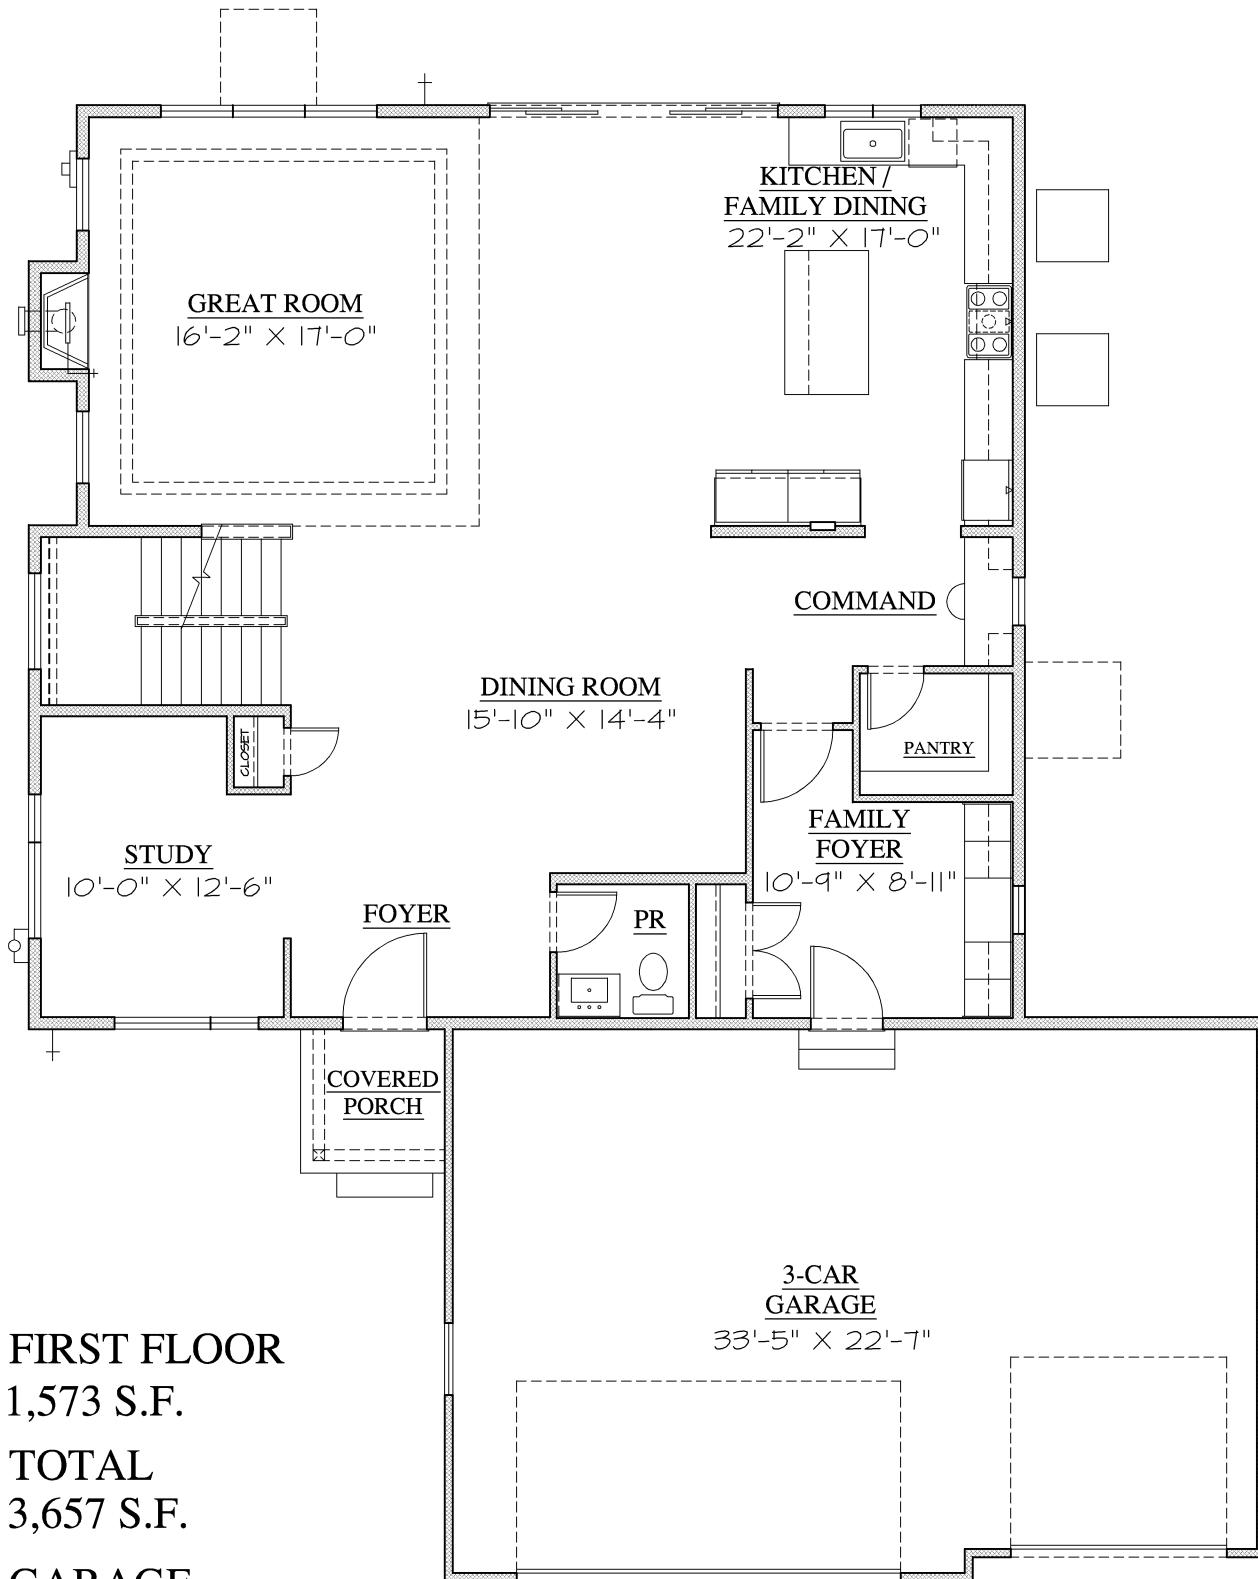 KITCHEN /
FAMILY DINING
22'-2" X 17'-0"
GREAT ROOM
16'-2" X 17'-0"
COMMAND
DINING ROOM
15'-10" X 14'-4"
CLOSET
PANTRY
FAMILY
FOYER
10'-9" X 8'-11"
STUDY
10'-0" X 12'-6"
FOYER
PR
COVERED
PORCH
3-CAR
GARAGE
33'-5" X 22'-7"
FIRST FLOOR
1,573 S.F.
TOTAL
3,657 S.F.
GARAGE